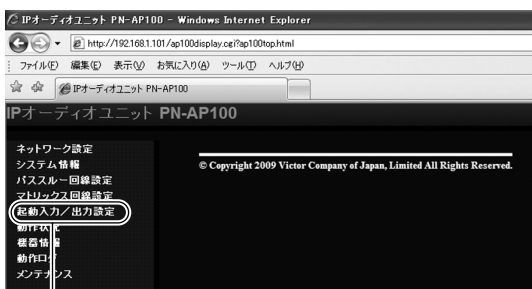 IPオーディオユニット PN-AP100 - Windows Internet Explorer
http://192.168.1.101/ap100display.cgi?ap100top.html
ファイル(F) 編集(E) 表示(V) お気に入り(A) ツール(T) ヘルプ(H)
IPオーディオユニット PN-AP100
IPオーディオユニット PN-AP100
ネットワーク設定
システム情報
© Copyright 2009 Victor Company of Japan, Limited All Rights Reserved.
パススルー回線設定
マトリックス回線設定
起動入力/出力設定
動作状況
機器情報
動作ログ
メンテナンス